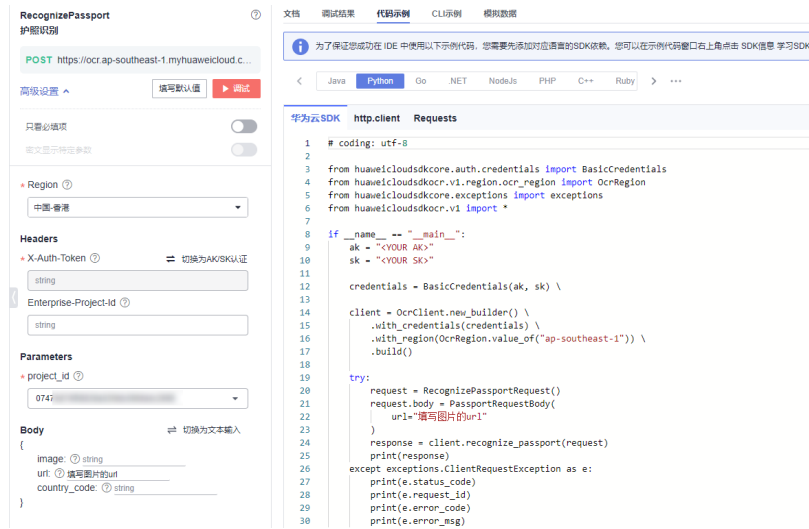 RecognizePassport
护照识别
POST https://ocr.ap-southeast-1.myhuaweicloud.c...
高级设置
填写默认值
调试
只看必填项
密文显示特定参数
* Region
中国-香港
Headers
* X-Auth-Token
切换为AK/SK认证
string
Enterprise-Project-Id
string
Parameters
* project_id
0747
Body
切换为文本输入
{
image: string
url: 填写图片的url
country_code: string
}
文档 调试结果 代码示例 CLI示例 模拟数据
为了保证您成功在 IDE 中使用以下示例代码，您需要先添加对应语言的SDK依赖。您可以在示例代码窗口右上角点击 SDK信息 学习SDK
Java Python Go .NET NodeJs PHP C++ Ruby ...
华为云SDK http.client Requests
1 # coding: utf-8
2
3 from huaweicloudsdkcore.auth.credentials import BasicCredentials
4 from huaweicloudsdkocr.v1.region.ocr_region import OcrRegion
5 from huaweicloudsdkcore.exceptions import exceptions
6 from huaweicloudsdkocr.v1 import *
7
8 if __name__ == "__main__":
9 ak = "<YOUR AK>"
10 sk = "<YOUR SK>"
11
12 credentials = BasicCredentials(ak, sk) \
13
14 client = OcrClient.new_builder() \
15 .with_credentials(credentials) \
16 .with_region(OcrRegion.value_of("ap-southeast-1")) \
17 .build()
18
19 try:
20 request = RecognizePassportRequest()
21 request.body = PassportRequestBody(
22 url="填写图片的url"
23 )
24 response = client.recognize_passport(request)
25 print(response)
26 except exceptions.ClientRequestException as e:
27 print(e.status_code)
28 print(e.request_id)
29 print(e.error_code)
30 print(e.error_msg)